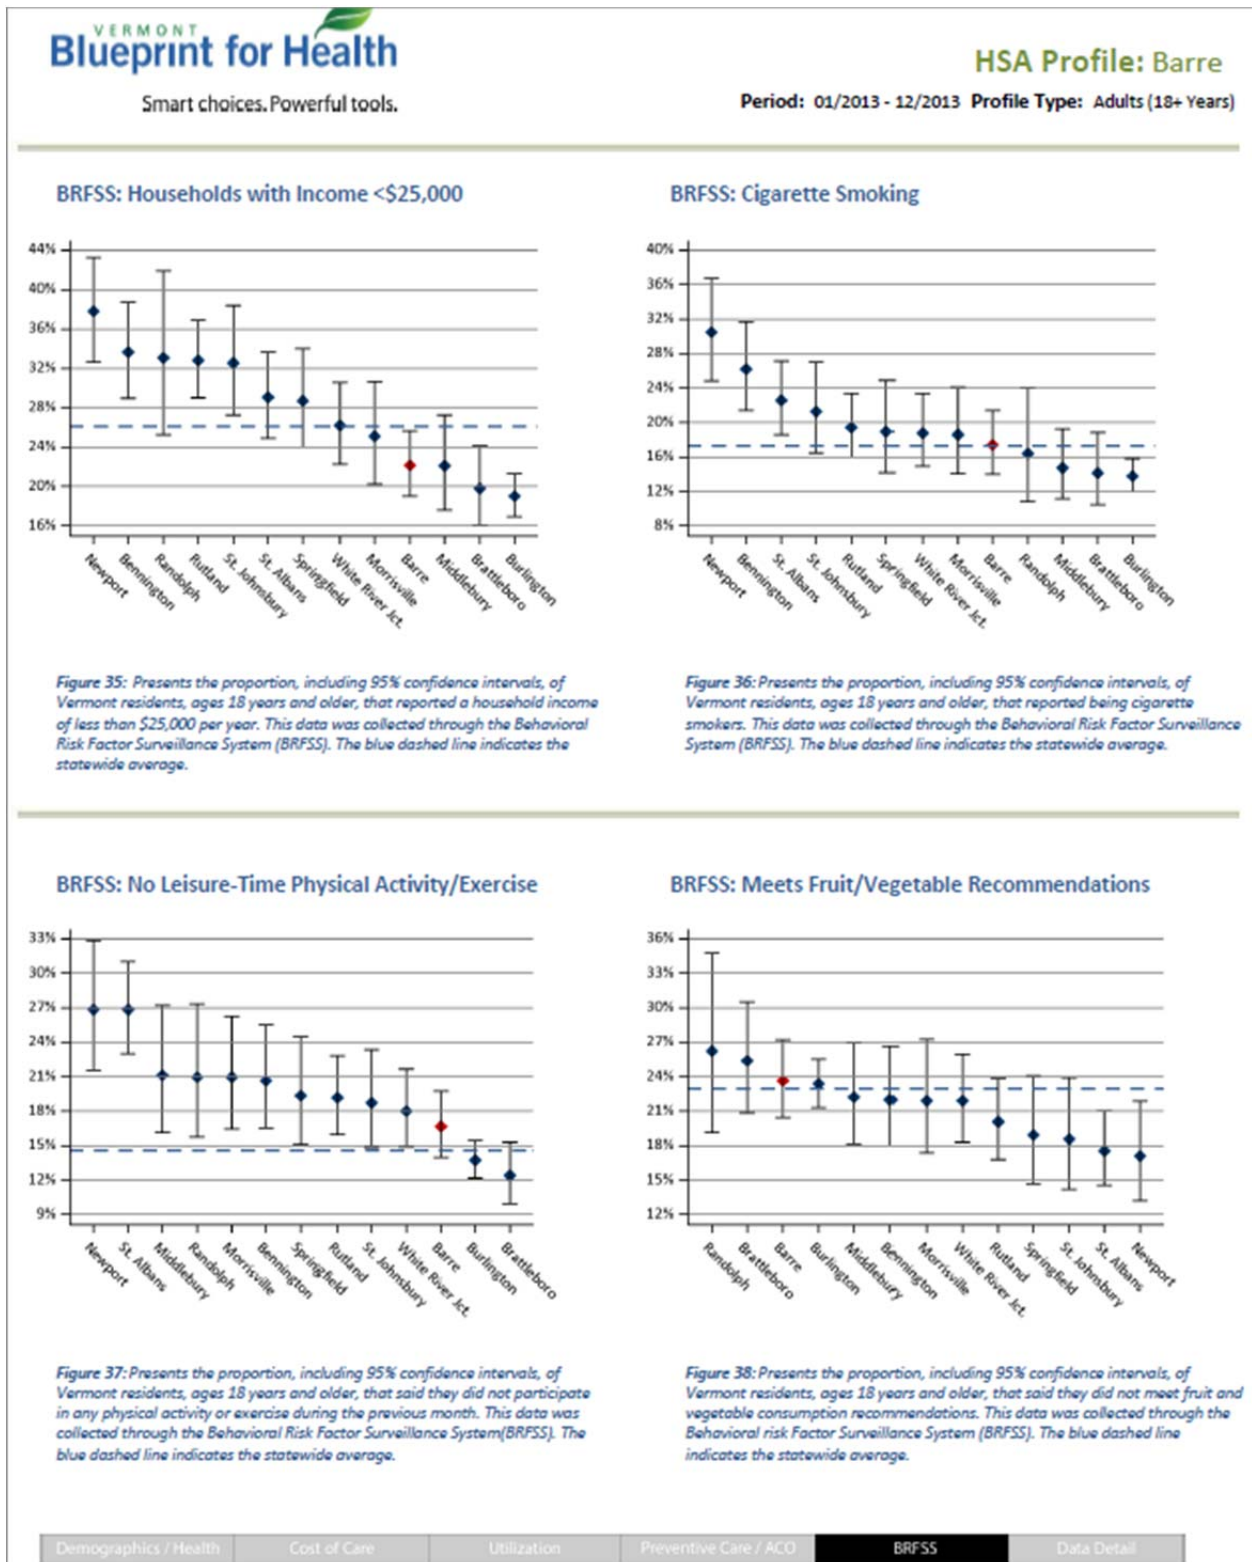 VERMONT
Blueprint for Health
Smart choices. Powerful tools.
HSA Profile: Barre
Period: 01/2013 - 12/2013 Profile Type: Adults (18+ Years)
BRFSS: Households with Income <$25,000
44%
40%
36%
32%
28%
24%
20%
16%
Newport
Bennington
Randolph
Rutland
St. Johnsbury
St. Albans
Springfield
White River Jct.
Morrisville
Barre
Middlebury
Brattleboro
Burlington
Figure 35: Presents the proportion, including 95% confidence intervals, of
Vermont residents, ages 18 years and older, that reported a household income
of less than $25,000 per year. This data was collected through the Behavioral
Risk Factor Surveillance System (BRFSS). The blue dashed line indicates the
statewide average.
BRFSS: Cigarette Smoking
40%
36%
32%
28%
24%
20%
16%
12%
8%
Newport
Bennington
St. Albans
St. Johnsbury
Rutland
Springfield
White River Jct.
Morrisville
Barre
Randolph
Middlebury
Brattleboro
Burlington
Figure 36: Presents the proportion, including 95% confidence intervals, of
Vermont residents, ages 18 years and older, that reported being cigarette
smokers. This data was collected through the Behavioral Risk Factor Surveillance
System (BRFSS). The blue dashed line indicates the statewide average.
BRFSS: No Leisure-Time Physical Activity/Exercise
33%
30%
27%
24%
21%
18%
15%
12%
9%
Newport
St. Albans
Middlebury
Randolph
Morrisville
Bennington
Springfield
Rutland
St. Johnsbury
White River Jct.
Barre
Burlington
Brattleboro
Figure 37: Presents the proportion, including 95% confidence intervals, of
Vermont residents, ages 18 years and older, that said they did not participate
in any physical activity or exercise during the previous month. This data was
collected through the Behavioral Risk Factor Surveillance System(BRFSS). The
blue dashed line indicates the statewide average.
BRFSS: Meets Fruit/Vegetable Recommendations
36%
33%
30%
27%
24%
21%
18%
15%
12%
Randolph
Brattleboro
Barre
Burlington
Middlebury
Bennington
Morrisville
White River Jct.
Rutland
Springfield
St. Johnsbury
St. Albans
Newport
Figure 38: Presents the proportion, including 95% confidence intervals, of
Vermont residents, ages 18 years and older, that said they did not meet fruit and
vegetable consumption recommendations. This data was collected through the
Behavioral risk Factor Surveillance System (BRFSS). The blue dashed line
indicates the statewide average.
Demographics / Health
Cost of Care
Utilization
Preventive Care / ACO
BRFSS
Data Detail